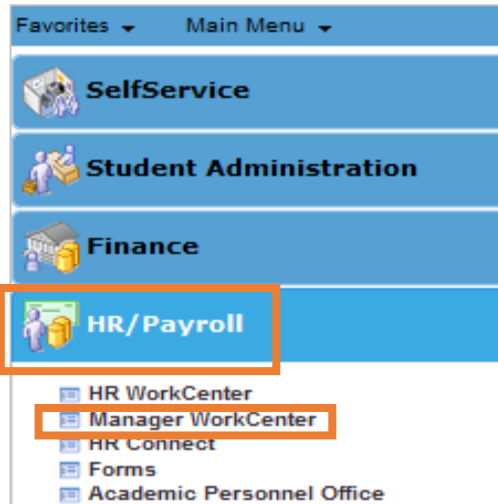 Favorites Main Menu
SelfService
Student Administration
Finance
HR/Payroll
HR WorkCenter
Manager WorkCenter
HR Connect
Forms
Academic Personnel Office